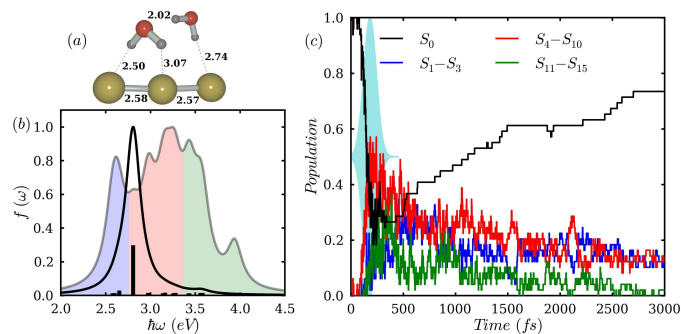 (a)
2.02
2.50
3.07
2.74
2.58
2.57
(b)
f (ω)
1.0
0.8
0.6
0.4
0.2
0.0
2.0 2.5 3.0 3.5 4.0 4.5
ħω (eV)
(c)
S0
S1−S3
S4−S10
S11−S15
Population
1.0
0.8
0.6
0.4
0.2
0.0
0 500 1000 1500 2000 2500 3000
Time (fs)